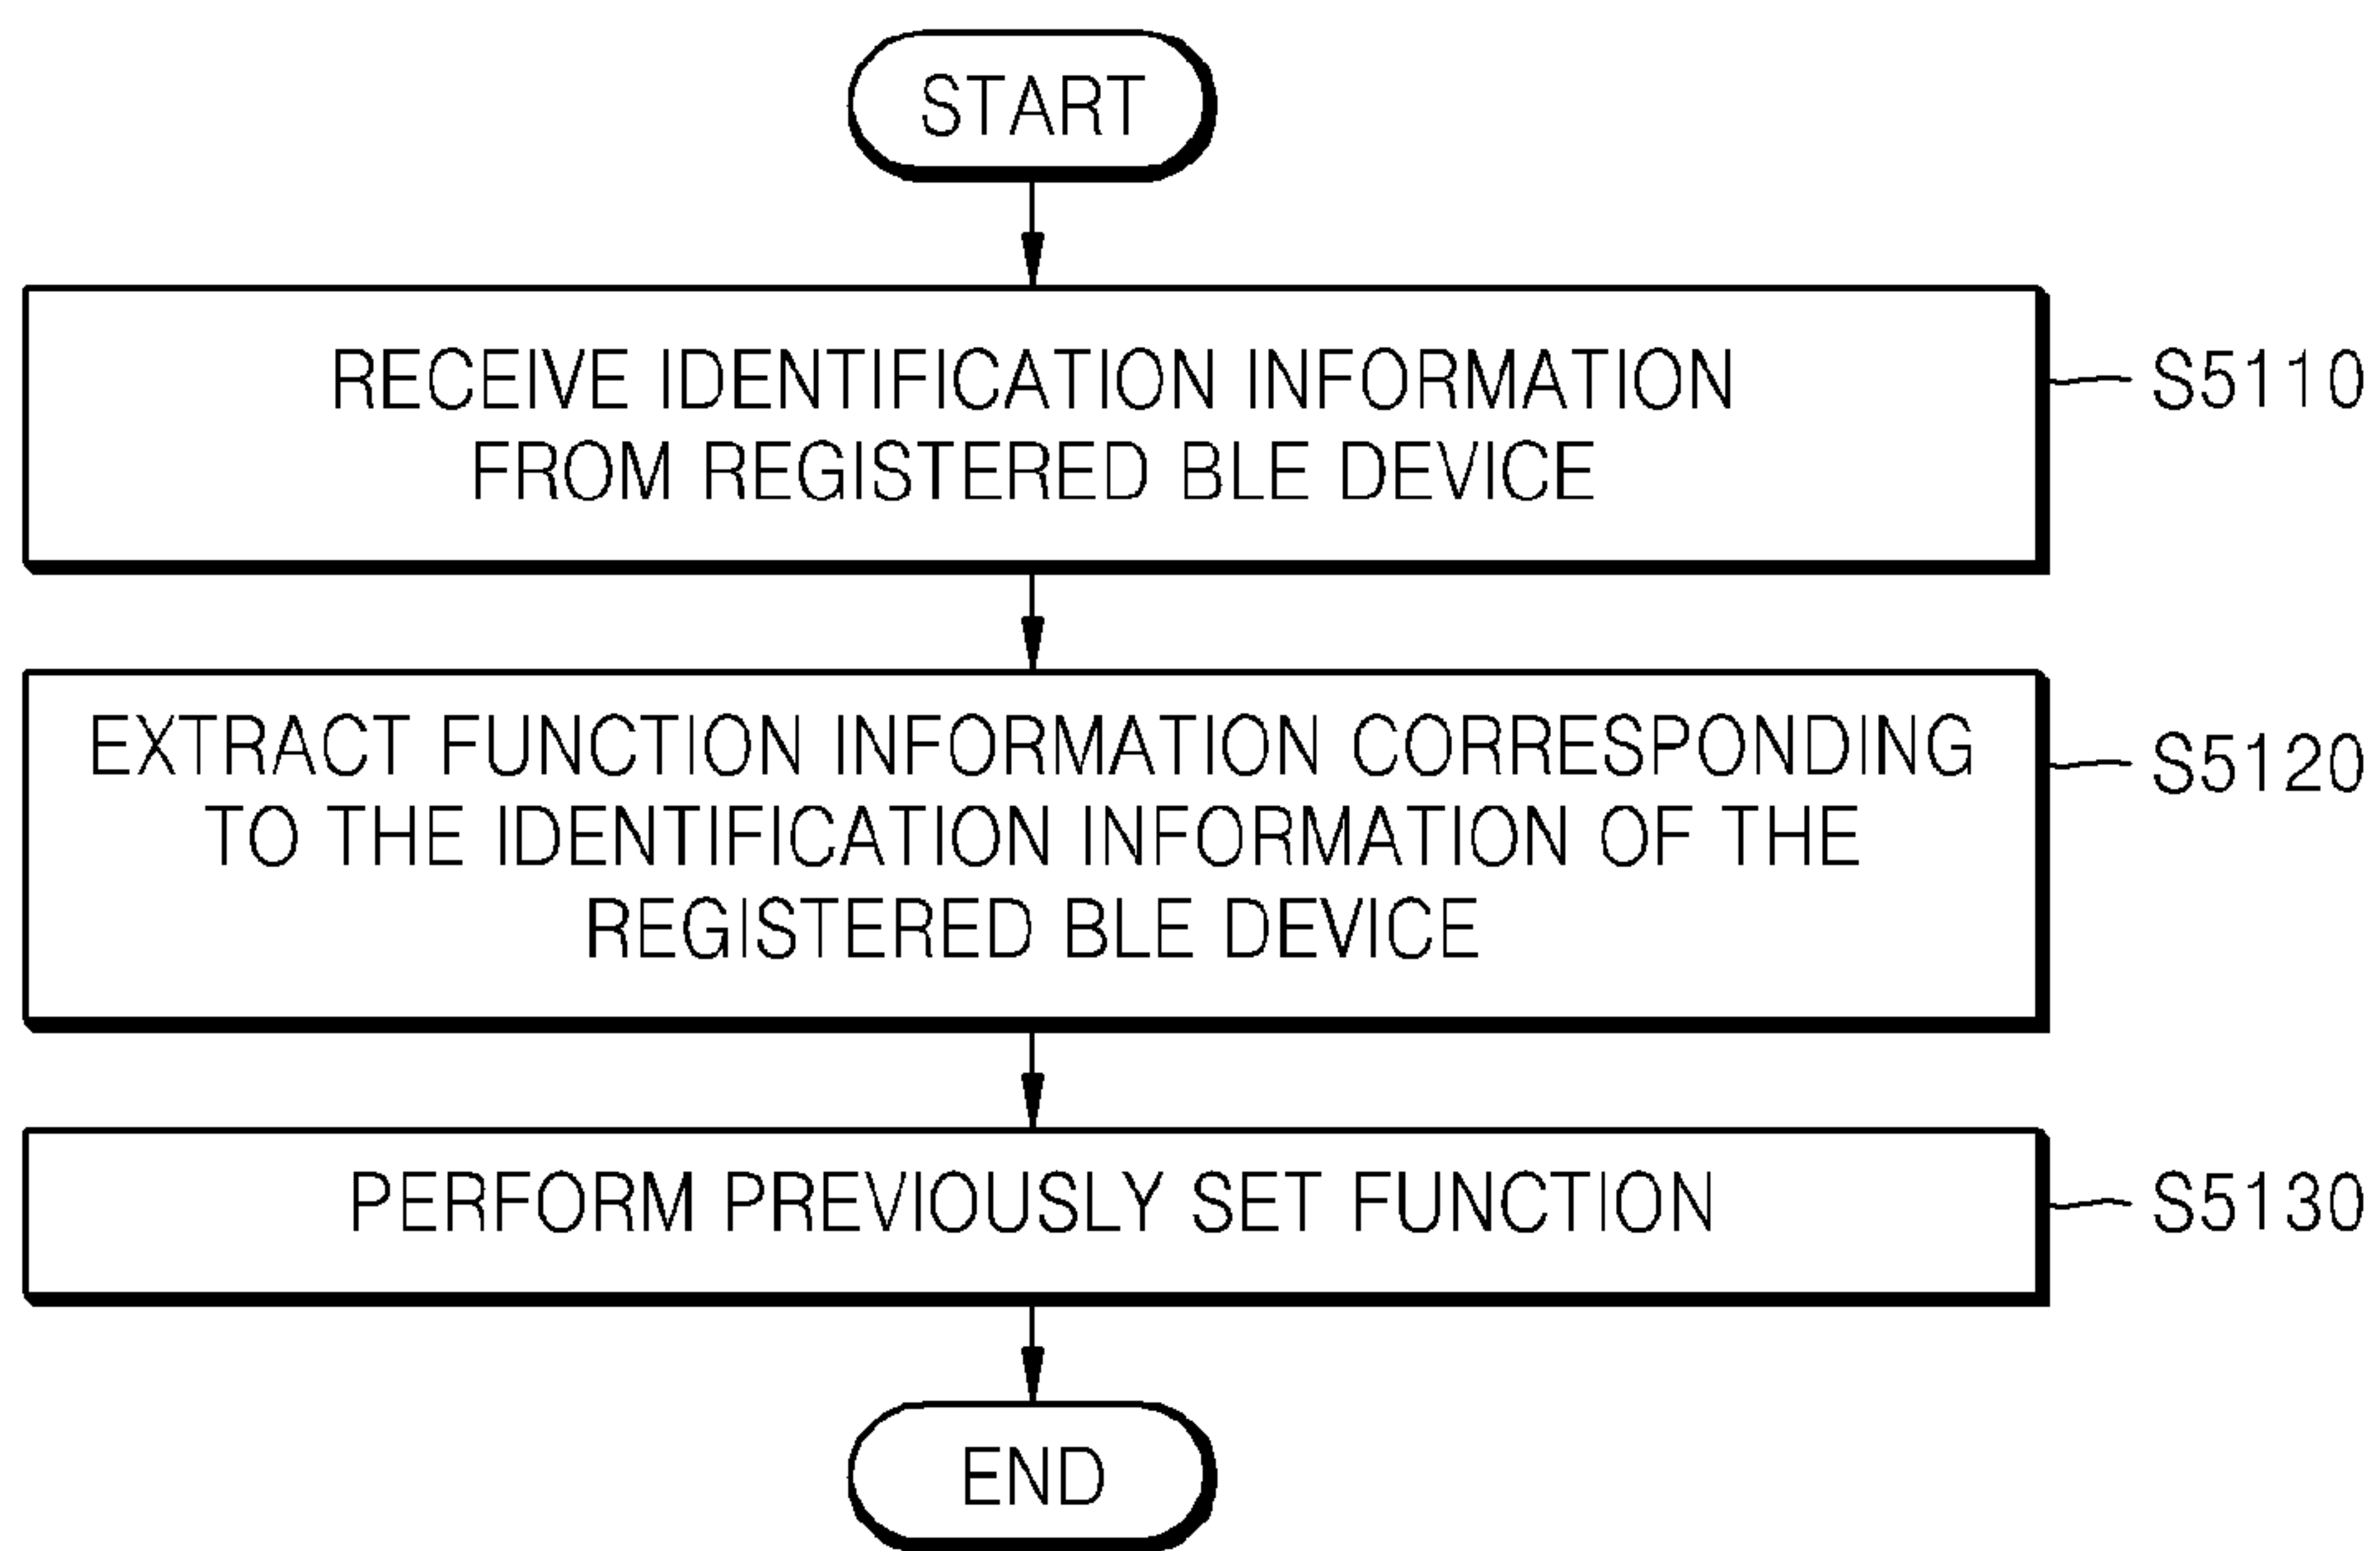 START
RECEIVE IDENTIFICATION INFORMATION
FROM REGISTERED BLE DEVICE
S5110
EXTRACT FUNCTION INFORMATION CORRESPONDING
TO THE IDENTIFICATION INFORMATION OF THE
REGISTERED BLE DEVICE
S5120
PERFORM PREVIOUSLY SET FUNCTION
S5130
END